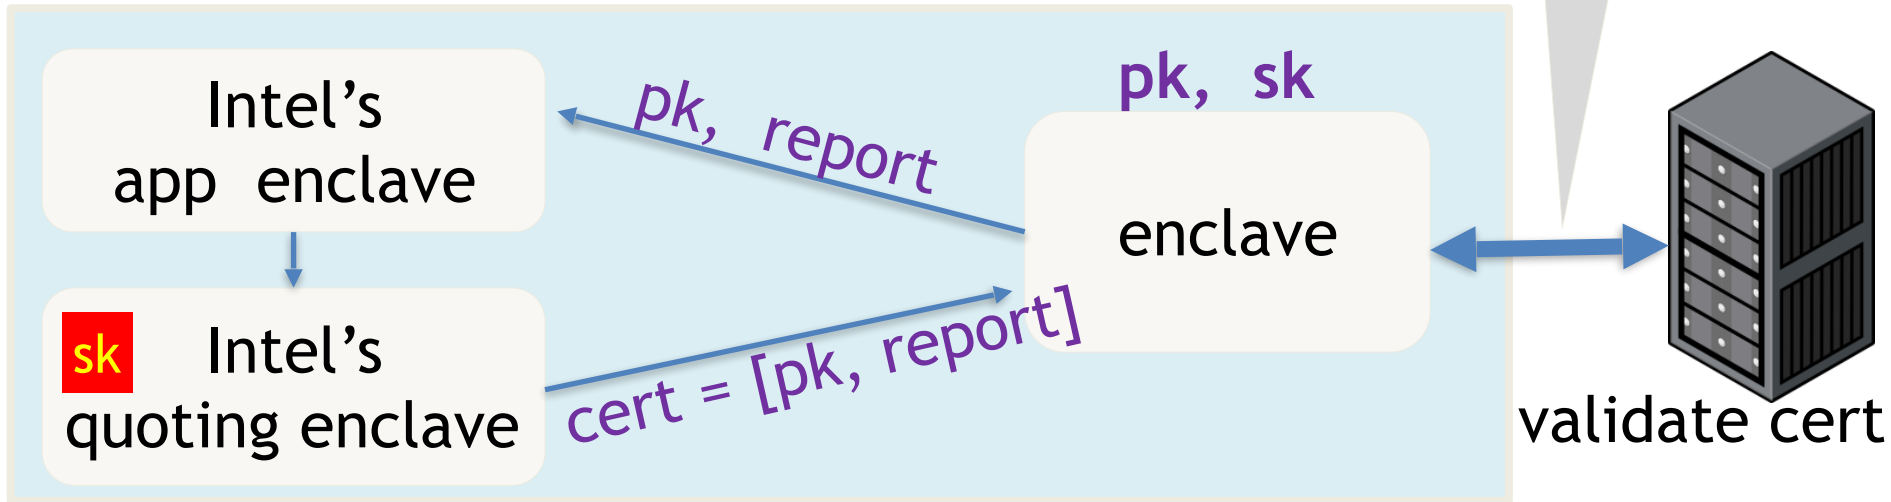 Intel’s
app enclave
pk, report
pk, sk
enclave
sk
Intel’s
quoting enclave
cert = [pk, report]
validate cert